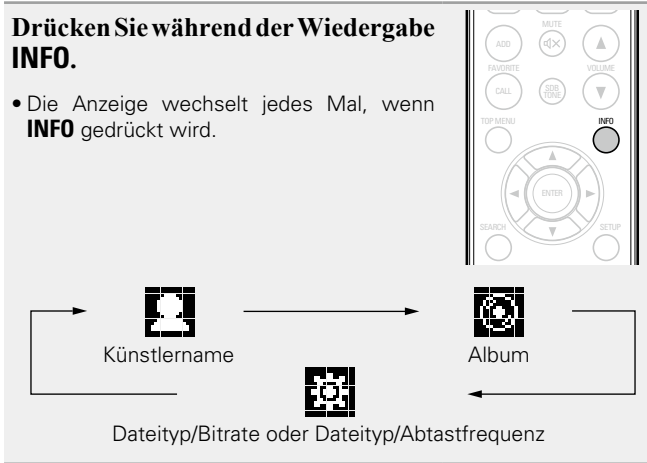 Drücken Sie während der Wiedergabe
INFO.
• Die Anzeige wechselt jedes Mal, wenn
INFO gedrückt wird.
MUTE
ADD
FAVORITE
VOLUME
CALL
SDB
TONE
TOP MENU
INFO
ENTER
SEARCH
SETUP
Künstlername
Album
Dateityp/Bitrate oder Dateityp/Abtastfrequenz